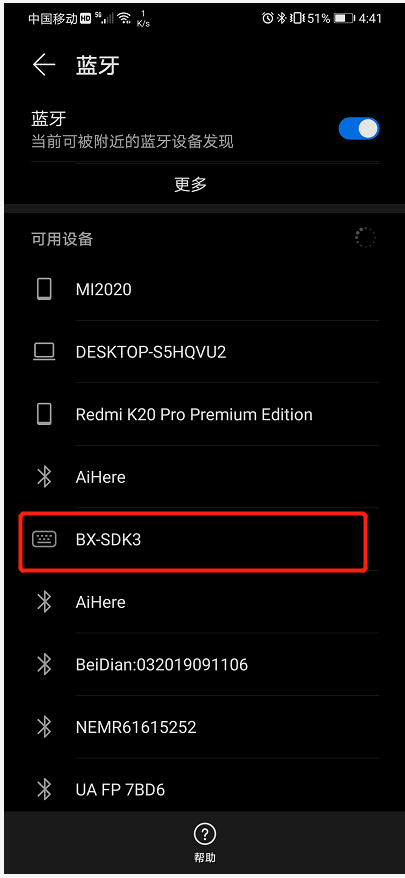 中国移动 HD 5G 1 K/s 51% 4:41
蓝牙
蓝牙
当前可被附近的蓝牙设备发现
更多
可用设备
MI2020
DESKTOP-S5HQVU2
Redmi K20 Pro Premium Edition
AiHere
BX-SDK3
AiHere
BeiDian:032019091106
NEMR61615252
UA FP 7BD6
?
帮助